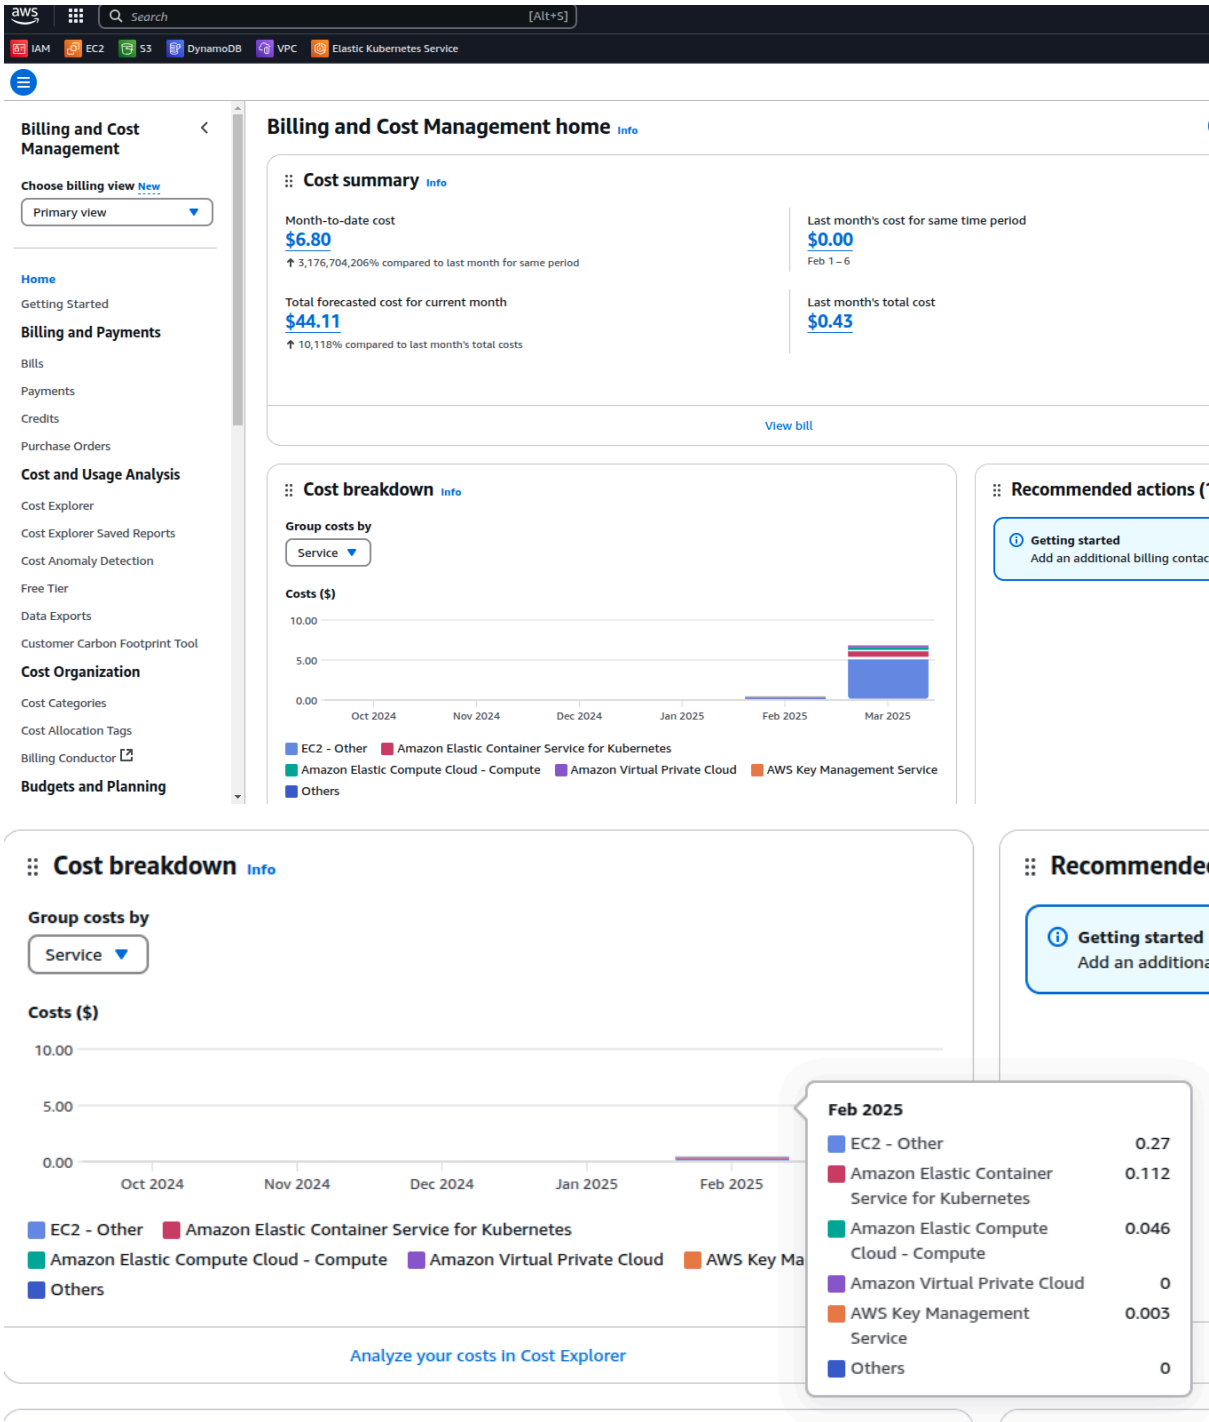 aws
Search
[Alt+S]
IAM EC2 S3 DynamoDB VPC Elastic Kubernetes Service
Billing and Cost
Management
Choose billing view New
Primary view
Home
Getting Started
Billing and Payments
Bills
Payments
Credits
Purchase Orders
Cost and Usage Analysis
Cost Explorer
Cost Explorer Saved Reports
Cost Anomaly Detection
Free Tier
Data Exports
Customer Carbon Footprint Tool
Cost Organization
Cost Categories
Cost Allocation Tags
Billing Conductor
Budgets and Planning
Billing and Cost Management home Info
Cost summary Info
Month-to-date cost
$6.80
↑ 3,176,704,206% compared to last month for same period
Last month's cost for same time period
$0.00
Feb 1 – 6
Total forecasted cost for current month
$44.11
↑ 10,118% compared to last month's total costs
Last month's total cost
$0.43
View bill
Cost breakdown Info
Group costs by
Service
Costs ($)
10.00
5.00
0.00
Oct 2024 Nov 2024 Dec 2024 Jan 2025 Feb 2025 Mar 2025
EC2 - Other Amazon Elastic Container Service for Kubernetes
Amazon Elastic Compute Cloud - Compute Amazon Virtual Private Cloud AWS Key Management Service
Others
Recommended actions (1
Getting started
Add an additional billing contac
Cost breakdown Info
Group costs by
Service
Costs ($)
10.00
5.00
0.00
Oct 2024 Nov 2024 Dec 2024 Jan 2025 Feb 2025
EC2 - Other Amazon Elastic Container Service for Kubernetes
Amazon Elastic Compute Cloud - Compute Amazon Virtual Private Cloud AWS Key Ma
Others
Analyze your costs in Cost Explorer
Recommended
Getting started
Add an additiona
Feb 2025
EC2 - Other 0.27
Amazon Elastic Container 0.112
Service for Kubernetes
Amazon Elastic Compute 0.046
Cloud - Compute
Amazon Virtual Private Cloud 0
AWS Key Management 0.003
Service
Others 0